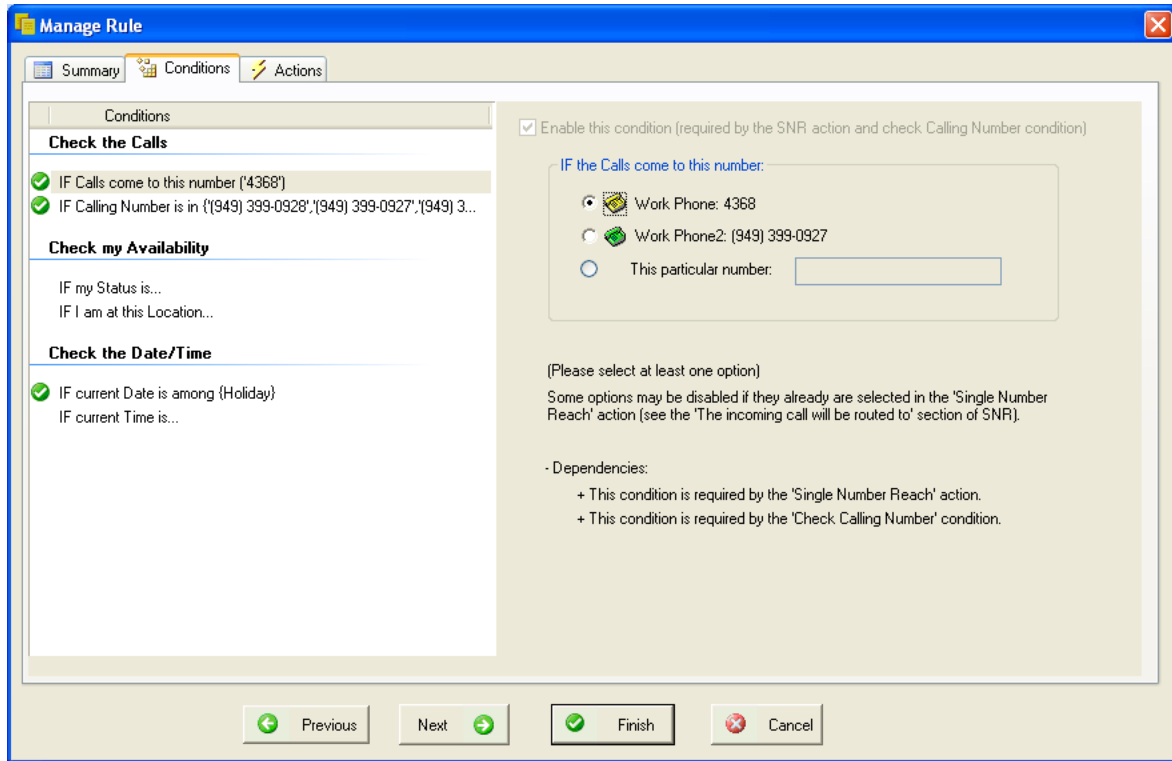 Manage Rule
Summary
Conditions
Actions
Conditions
Check the Calls
IF Calls come to this number ('4368')
IF Calling Number is in {'(949) 399-0928','(949) 399-0927','(949) 3...
Check my Availability
IF my Status is...
IF I am at this Location...
Check the Date/Time
IF current Date is among {Holiday}
IF current Time is...
Enable this condition (required by the SNR action and check Calling Number condition)
IF the Calls come to this number:
Work Phone: 4368
Work Phone2: (949) 399-0927
This particular number:
(Please select at least one option)
Some options may be disabled if they already are selected in the 'Single Number
Reach' action (see the 'The incoming call will be routed to' section of SNR).
- Dependencies:
+ This condition is required by the 'Single Number Reach' action.
+ This condition is required by the 'Check Calling Number' condition.
Previous
Next
Finish
Cancel